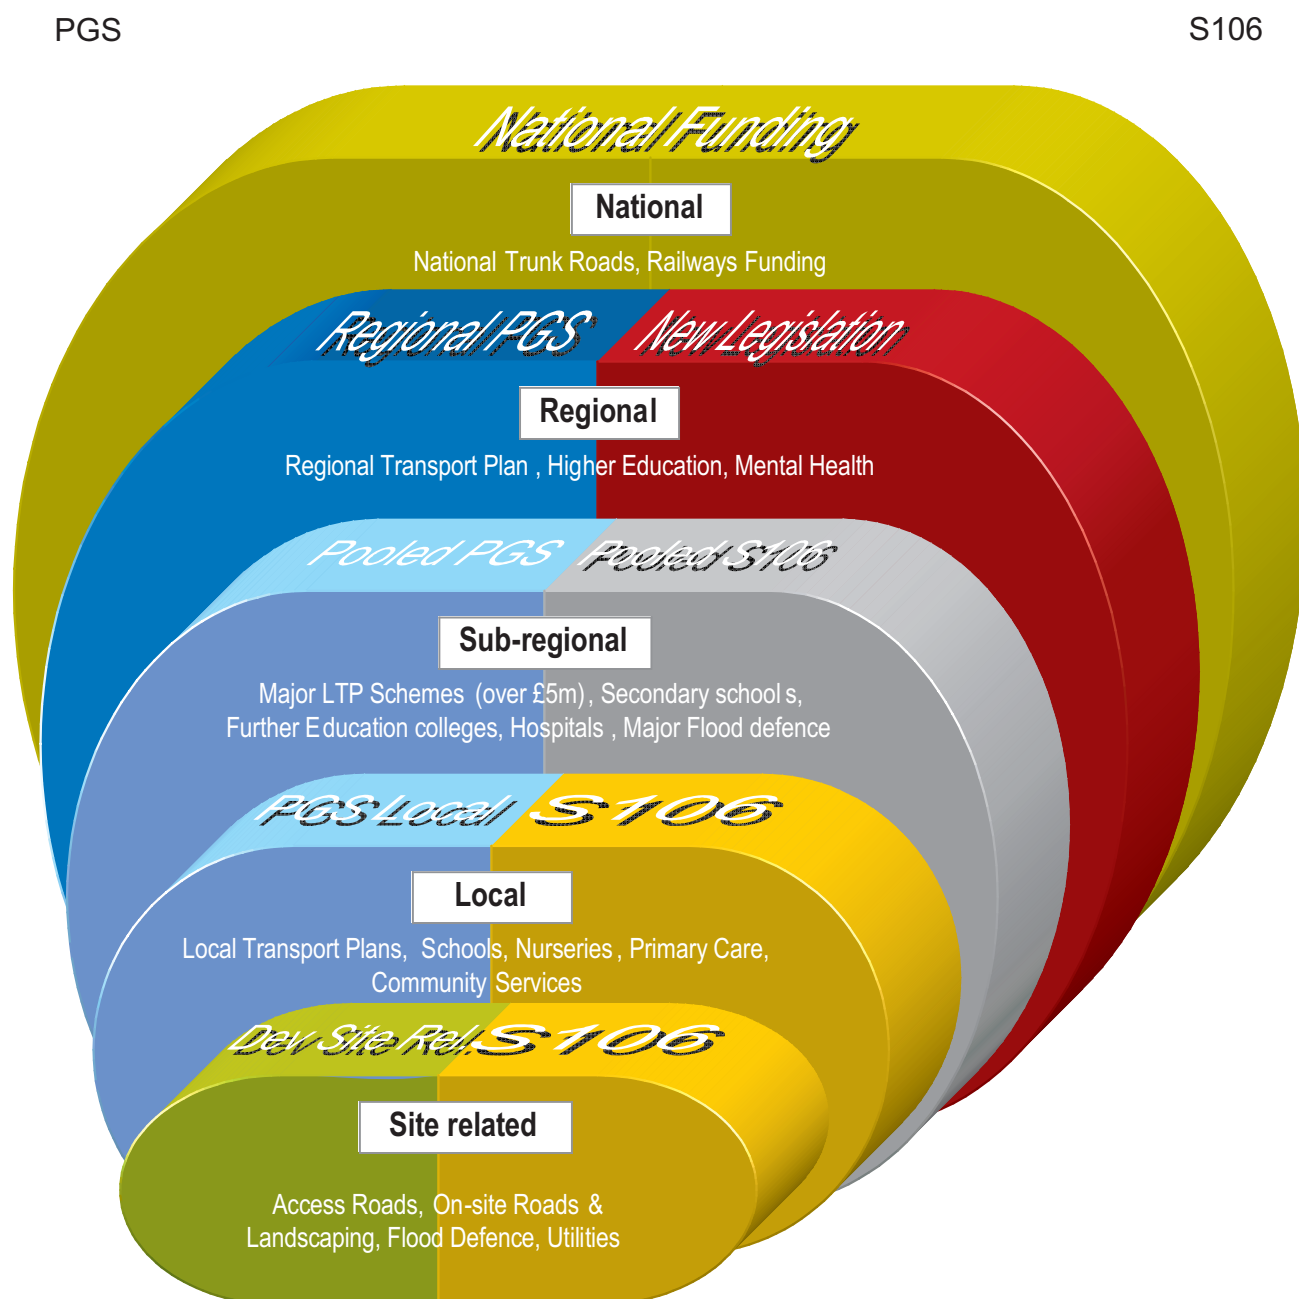 PGS
S106
National Funding
National
National Trunk Roads, Railways Funding
Regional PGS
New Legislation
Regional
Regional Transport Plan , Higher Education, Mental Health
Pooled PGS
Pooled S106
Sub-regional
Major LTP Schemes (over £5m) , Secondary schools,
Further Education colleges, Hospitals , Major Flood defence
PGS Local
S106
Local
Local Transport Plans, Schools, Nurseries , Primary Care,
Community Services
Dev Site Rel.
S106
Site related
Access Roads, On-site Roads &
Landscaping, Flood Defence, Utilities